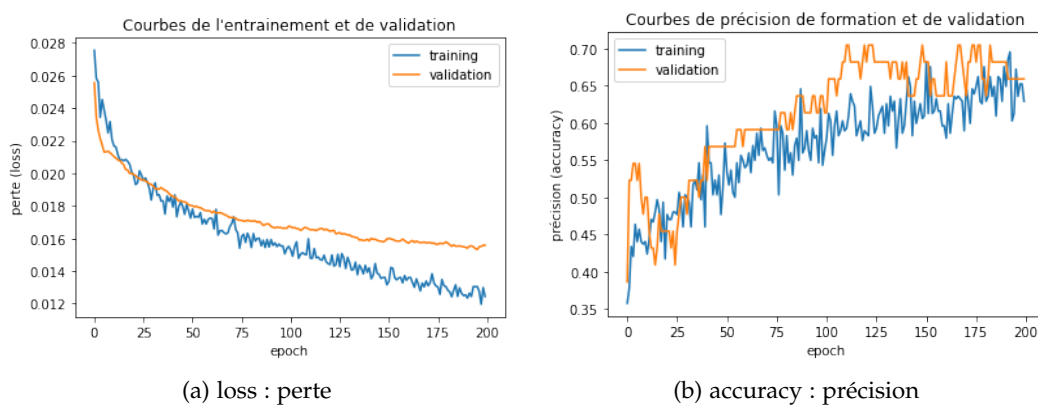 Courbes de l'entrainement et de validation
training
validation
0.028
0.026
0.024
0.022
0.020
0.018
0.016
0.014
0.012
perte (loss)
0
25
50
75
100
125
150
175
200
epoch
(a) loss : perte
Courbes de précision de formation et de validation
training
validation
0.70
0.65
0.60
0.55
0.50
0.45
0.40
0.35
précision (accuracy)
0
25
50
75
100
125
150
175
200
epoch
(b) accuracy : précision